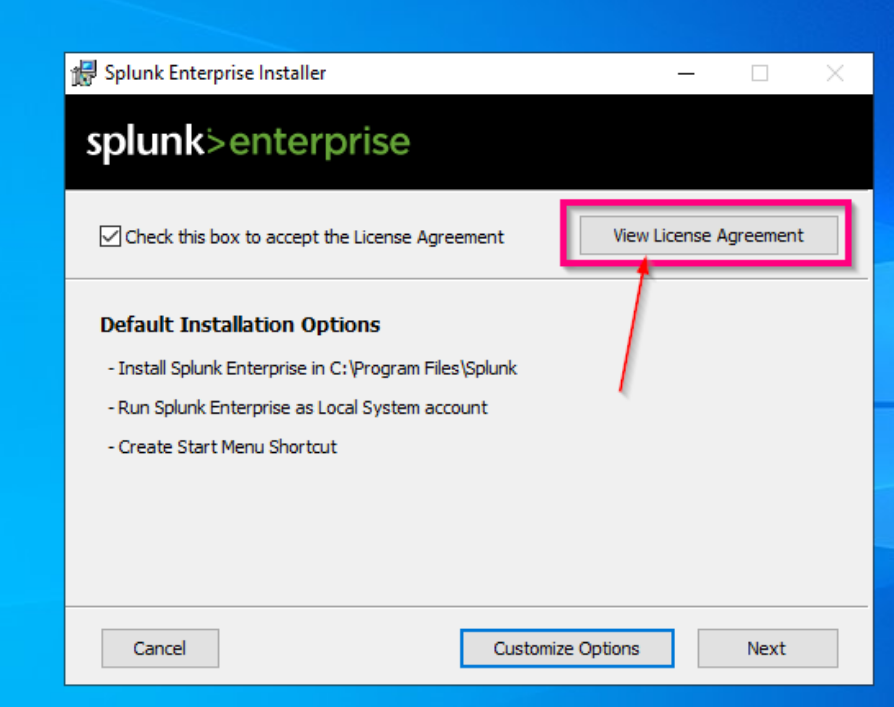 Splunk Enterprise Installer
splunk>enterprise
Check this box to accept the License Agreement
View License Agreement
Default Installation Options
- Install Splunk Enterprise in C:\Program Files\Splunk
- Run Splunk Enterprise as Local System account
- Create Start Menu Shortcut
Cancel
Customize Options
Next